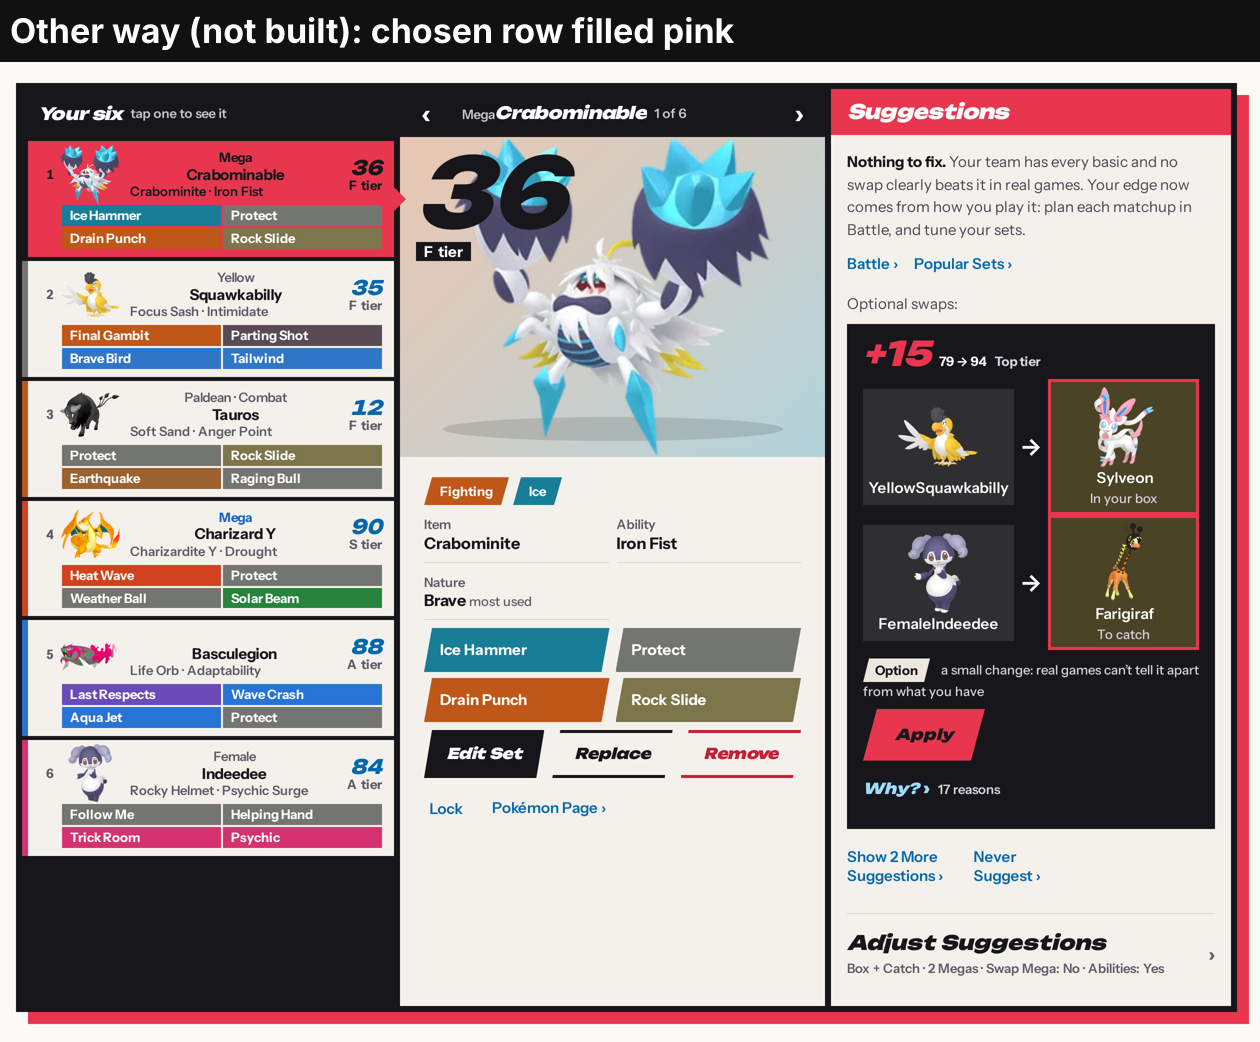 Other way (not built): chosen row filled pink
Your six tap one to see it
1
Mega
Crabominable
Crabominite · Iron Fist
36
F tier
Ice Hammer
Protect
Drain Punch
Rock Slide
2
Yellow
Squawkabilly
Focus Sash · Intimidate
35
F tier
Final Gambit
Parting Shot
Brave Bird
Tailwind
3
Paldean · Combat
Tauros
Soft Sand · Anger Point
12
F tier
Protect
Rock Slide
Earthquake
Raging Bull
4
Mega
Charizard Y
Charizardite Y · Drought
90
S tier
Heat Wave
Protect
Weather Ball
Solar Beam
5
Basculegion
Life Orb · Adaptability
88
A tier
Last Respects
Wave Crash
Aqua Jet
Protect
6
Female
Indeedee
Rocky Helmet · Psychic Surge
84
A tier
Follow Me
Helping Hand
Trick Room
Psychic
‹ MegaCrabominable 1 of 6 ›
36
F tier
Fighting
Ice
Item
Crabominite
Ability
Iron Fist
Nature
Brave most used
Ice Hammer
Protect
Drain Punch
Rock Slide
Edit Set
Replace
Remove
Lock
Pokémon Page ›
Suggestions
Nothing to fix. Your team has every basic and no
swap clearly beats it in real games. Your edge now
comes from how you play it: plan each matchup in
Battle, and tune your sets.
Battle ›
Popular Sets ›
Optional swaps:
+15 79 → 94 Top tier
YellowSquawkabilly
→
Sylveon
In your box
FemaleIndeedee
→
Farigiraf
To catch
Option a small change: real games can't tell it apart
from what you have
Apply
Why? › 17 reasons
Show 2 More
Suggestions ›
Never
Suggest ›
Adjust Suggestions
Box + Catch · 2 Megas · Swap Mega: No · Abilities: Yes
›